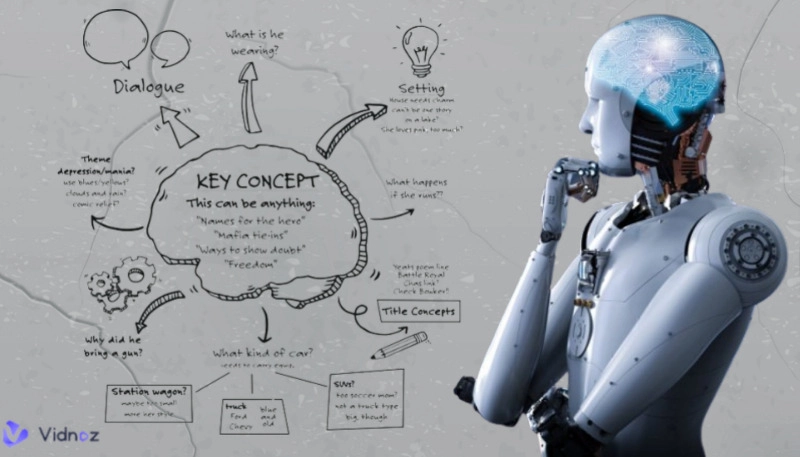 What is he
wearing?
Dialogue
Setting
House needs charm
can't be one story
on a lake?
She loves pink, too much?
Theme
depression/mania?
use blues/yellows?
clouds and rain?
comic relief?
KEY CONCEPT
This can be anything:
"Names for the hero"
"Mafia tie-ins"
"Ways to show doubt"
"Freedom"
What happens
if she runs??
Yeats poem line
Battle Royal
Chas link?
Check Banker?
Title Concepts
Why did he
bring a gun?
What kind of car?
needs to carry equip.
Station wagon?
maybe too small
more her style
truck
Ford
Chevy
blue
and
old
SUV?
too soccer mom?
not a truck type
big, though
Vidnoz